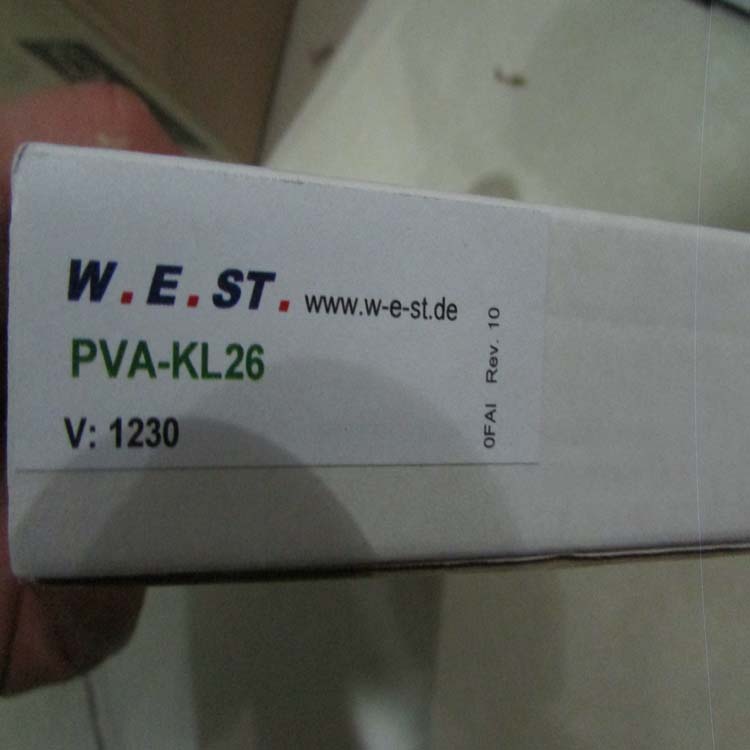 W.E.ST. www.w-e-st.de
PVA-KL26
V: 1230
0FAI Rev. 10